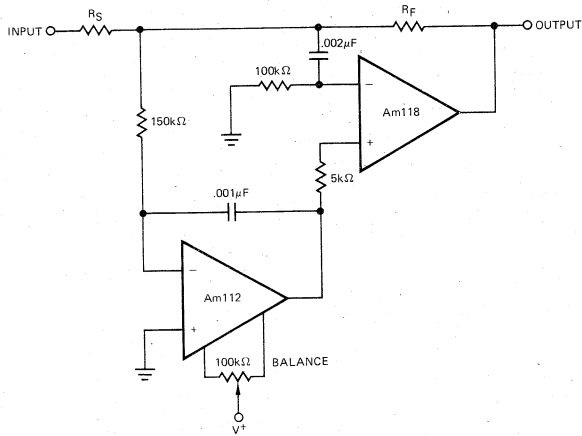 INPUT
RS
RF
OUTPUT
.002μF
100kΩ
−
Am118
+
150kΩ
5kΩ
.001μF
−
Am112
+
100kΩ
BALANCE
V+